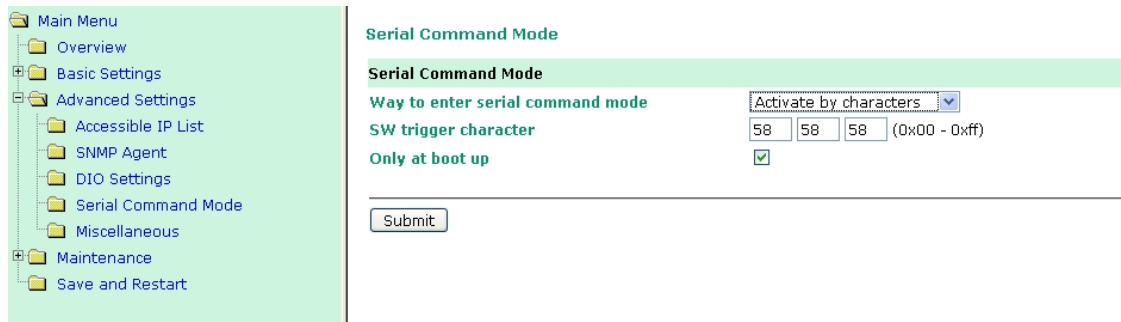 Main Menu
Overview
Basic Settings
Advanced Settings
Accessible IP List
SNMP Agent
DIO Settings
Serial Command Mode
Miscellaneous
Maintenance
Save and Restart
Serial Command Mode
Serial Command Mode
Way to enter serial command mode Activate by characters
SW trigger character 58 58 58 (0x00 - 0xff)
Only at boot up
Submit